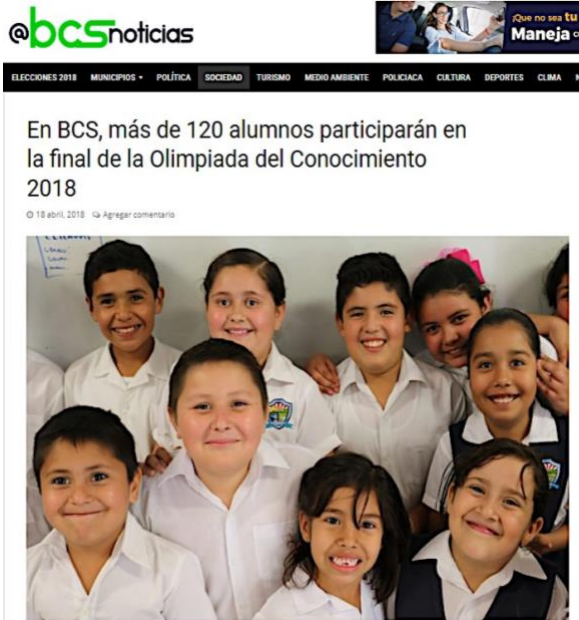 @bcsnoticias
¡Que no sea tu
Maneja
ELECCIONES 2018 MUNICIPIOS POLÍTICA SOCIEDAD TURISMO MEDIO AMBIENTE POLICIACA CULTURA DEPORTES CLIMA
En BCS, más de 120 alumnos participarán en
la final de la Olimpiada del Conocimiento
2018
18 abril, 2018 Agregar comentario